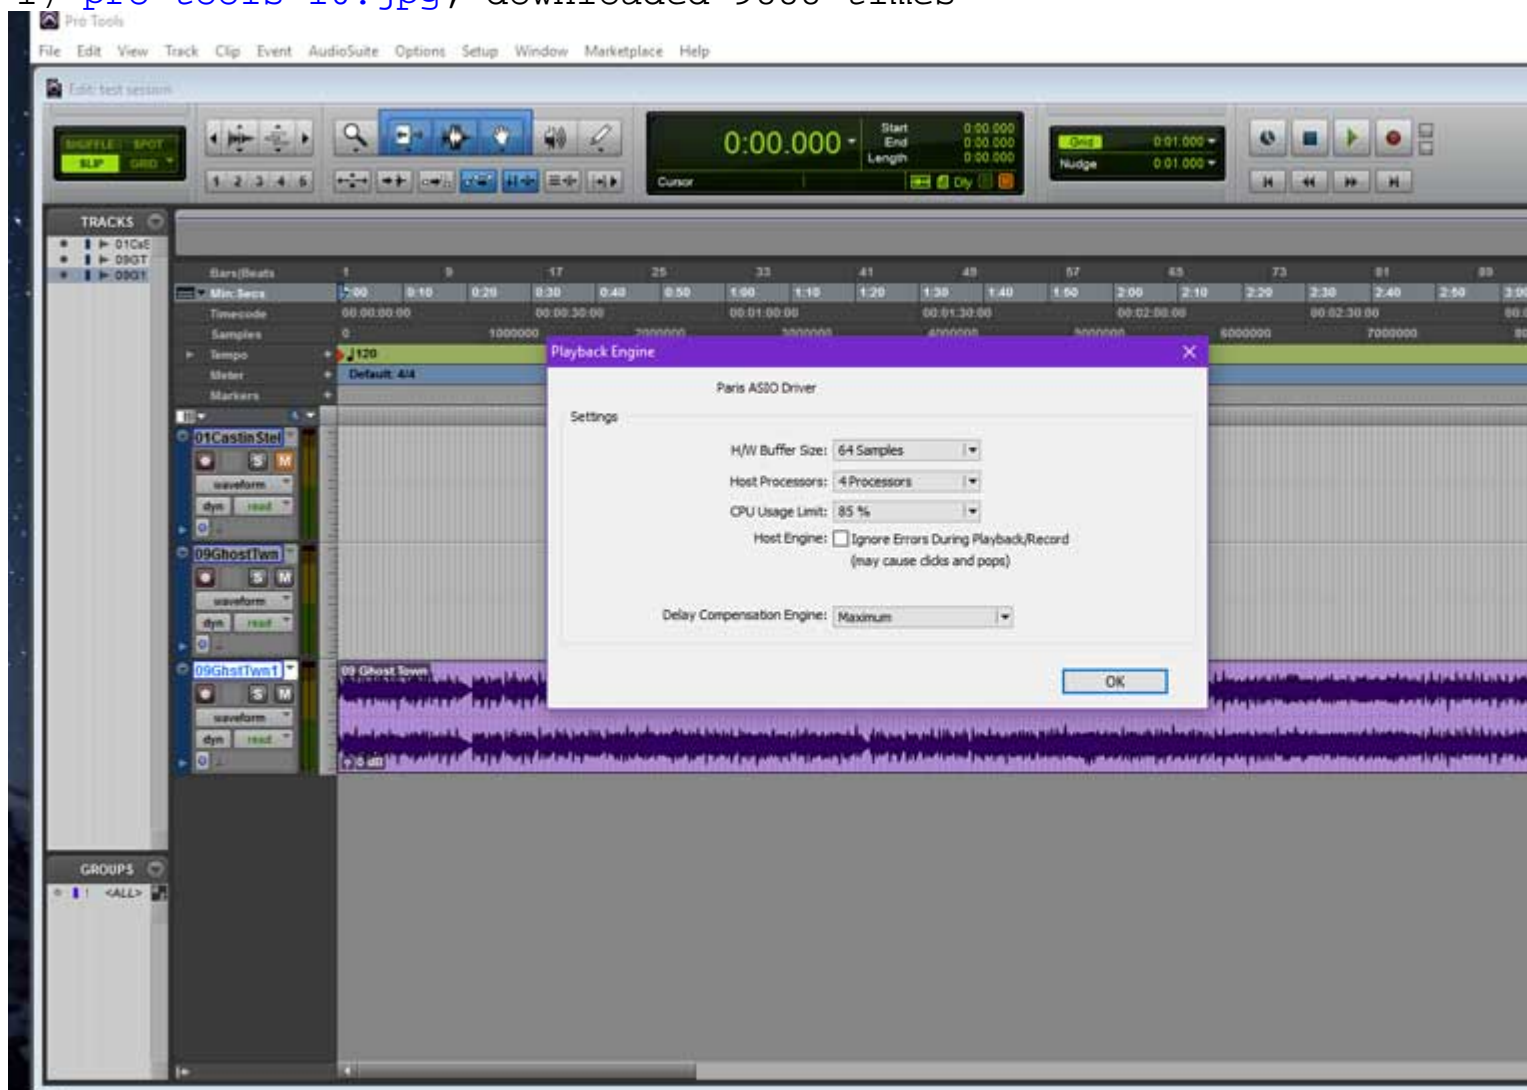 Pro Tools
File Edit View Track Clip Event AudioSuite Options Setup Window Marketplace Help
Edit: test session
SHUFFLE SPOT
SLIP GRID
1 2 3 4 5
0:00.000
Start 0:00.000
End 0:00.000
Length 0:00.000
Cursor
Dly
Grid 0:01.000
Nudge 0:01.000
TRACKS
01CaS
09GT
09GT
Bars|Beats 1 9 17 25 33 41 49 57 65 73 81 89
Min:Secs 0:00 0:10 0:20 0:30 0:40 0:50 1:00 1:10 1:20 1:30 1:40 1:50 2:00 2:10 2:20 2:30 2:40 2:50 3:00
Timecode 00:00:00:00 00:00:30:00 00:01:00:00 00:01:30:00 00:02:00:00 00:02:30:00
Samples 0 1000000 2000000 3000000 4000000 5000000 6000000 7000000
Tempo 120
Meter Default: 4/4
Markers
01CastinStel
S M
waveform
dyn read
09GhostTwn
S M
waveform
dyn read
09GhstTwn1
S M
waveform
dyn read
09 Ghost Town
0 dB
Playback Engine
Paris ASIO Driver
Settings
H/W Buffer Size: 64 Samples
Host Processors: 4 Processors
CPU Usage Limit: 85 %
Host Engine: Ignore Errors During Playback/Record
(may cause clicks and pops)
Delay Compensation Engine: Maximum
OK
GROUPS
! <ALL>